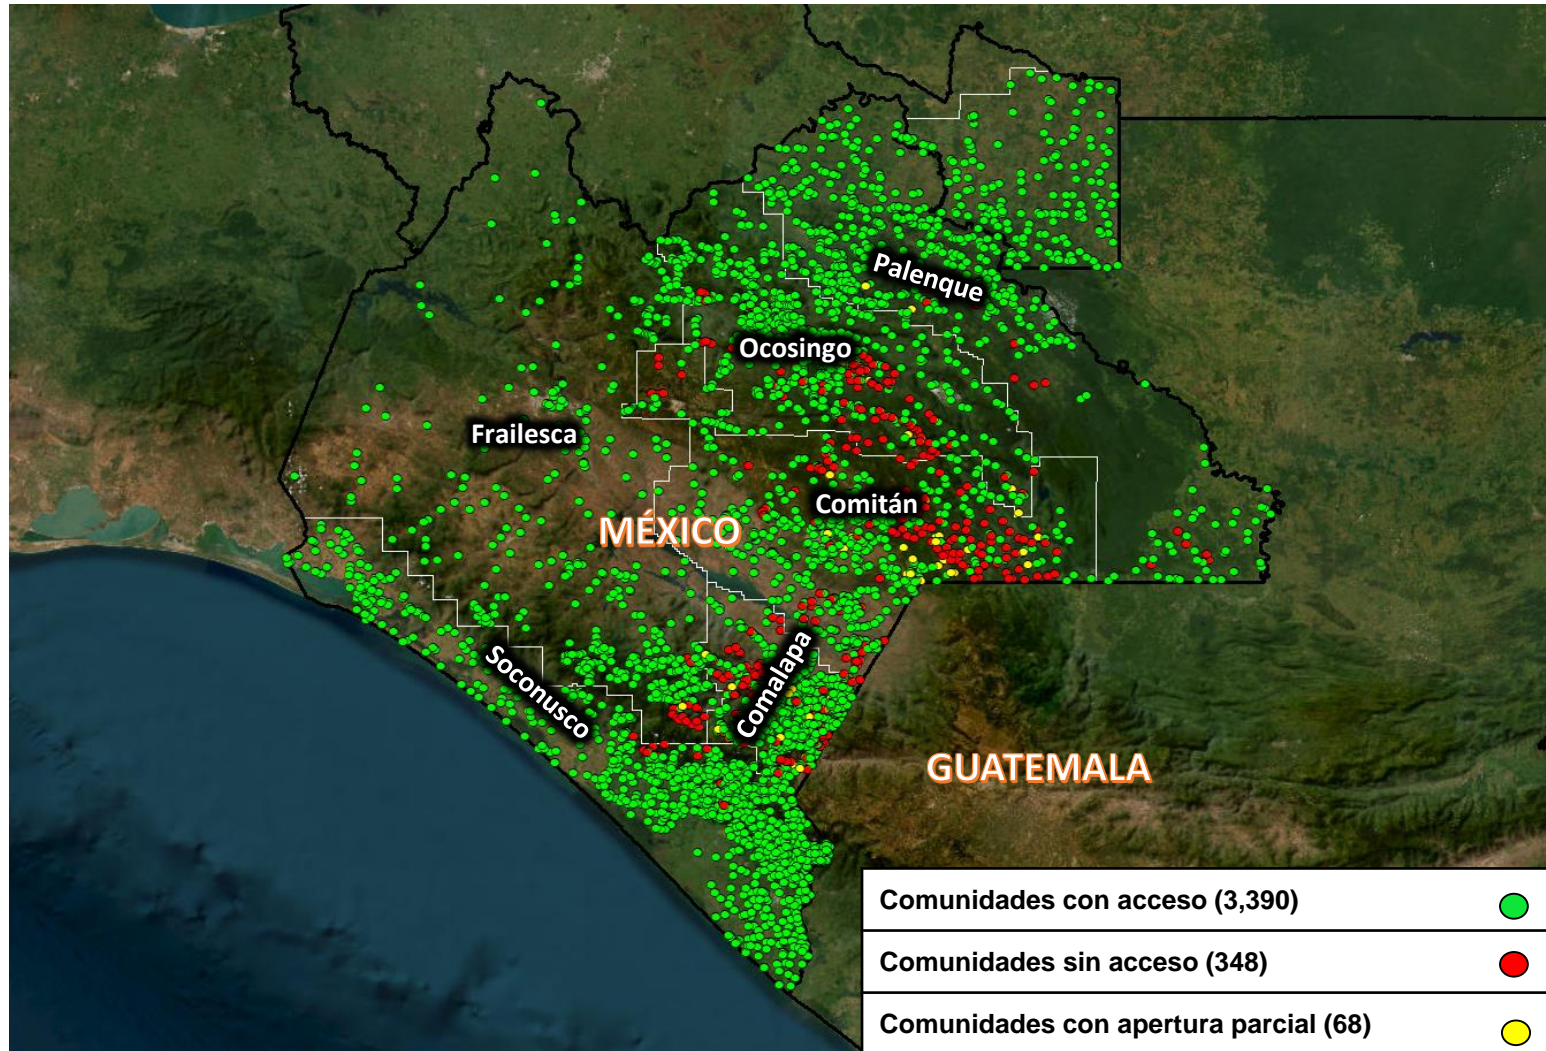 Palenque
Ocosingo
Frailesca
Comitán
MÉXICO
Soconusco
Comalapa
GUATEMALA
Comunidades con acceso (3,390)
Comunidades sin acceso (348)
Comunidades con apertura parcial (68)